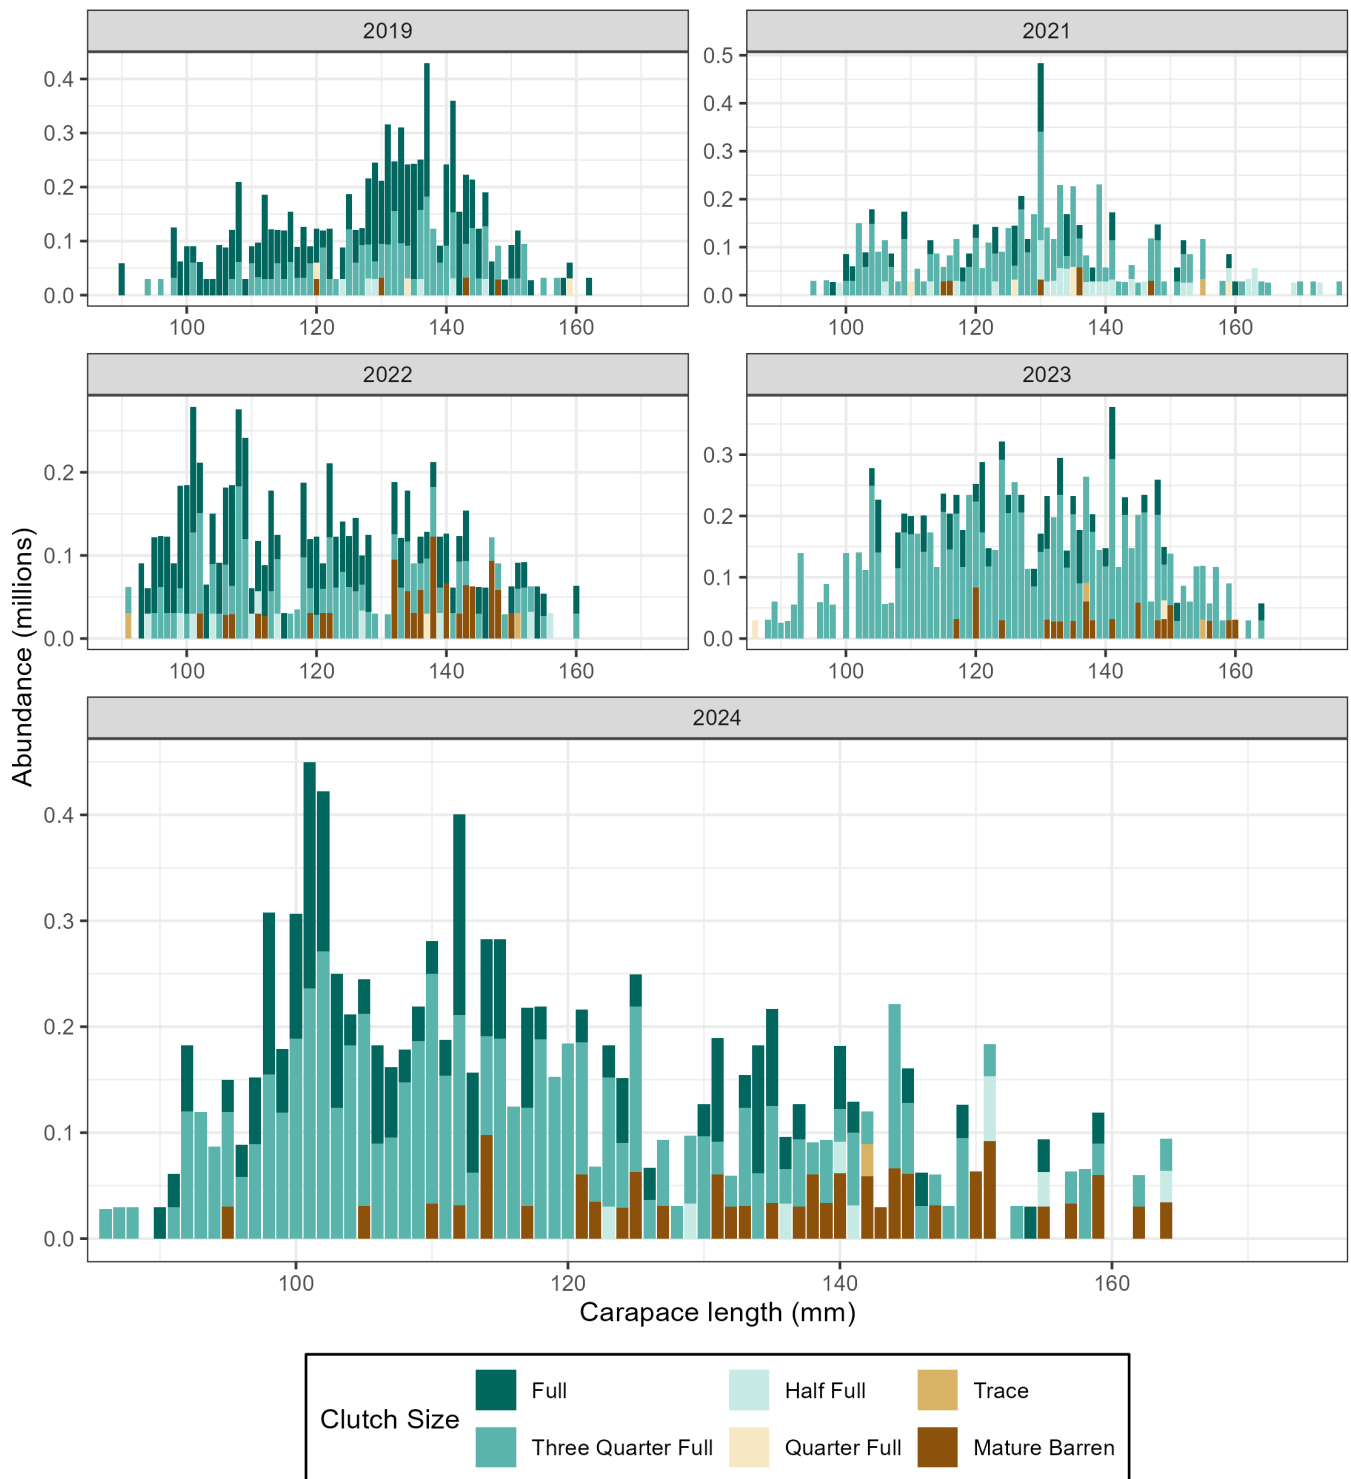 2019
2021
0.4
0.3
0.2
0.1
0.0
100 120 140 160
0.5
0.4
0.3
0.2
0.1
0.0
100 120 140 160
2022
2023
0.2
0.1
0.0
100 120 140 160
0.3
0.2
0.1
0.0
100 120 140 160
2024
0.4
0.3
0.2
0.1
0.0
100 120 140 160
Abundance (millions)
Carapace length (mm)
Clutch Size
Full
Half Full
Trace
Three Quarter Full
Quarter Full
Mature Barren